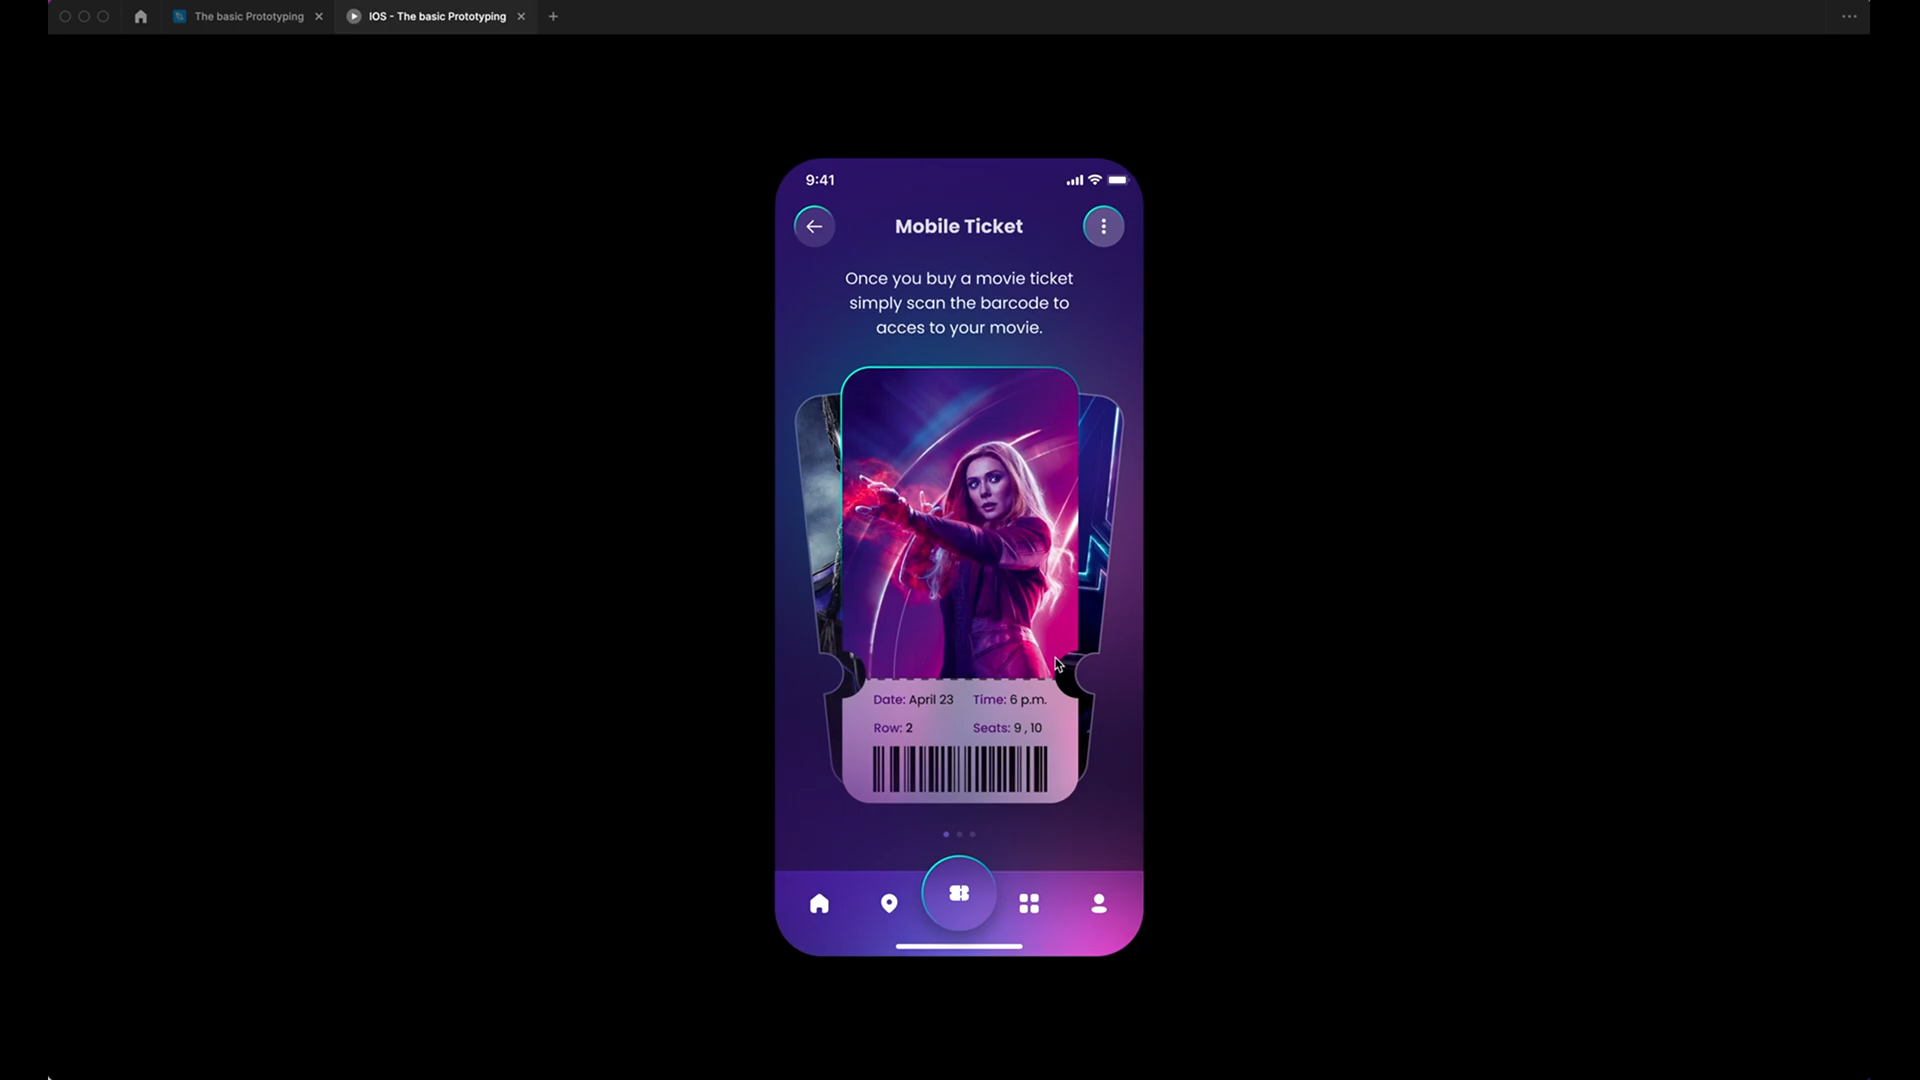 The basic Prototyping
IOS - The basic Prototyping
9:41
Mobile Ticket
Once you buy a movie ticket
simply scan the barcode to
acces to your movie.
Date: April 23 Time: 6 p.m.
Row: 2 Seats: 9 , 10